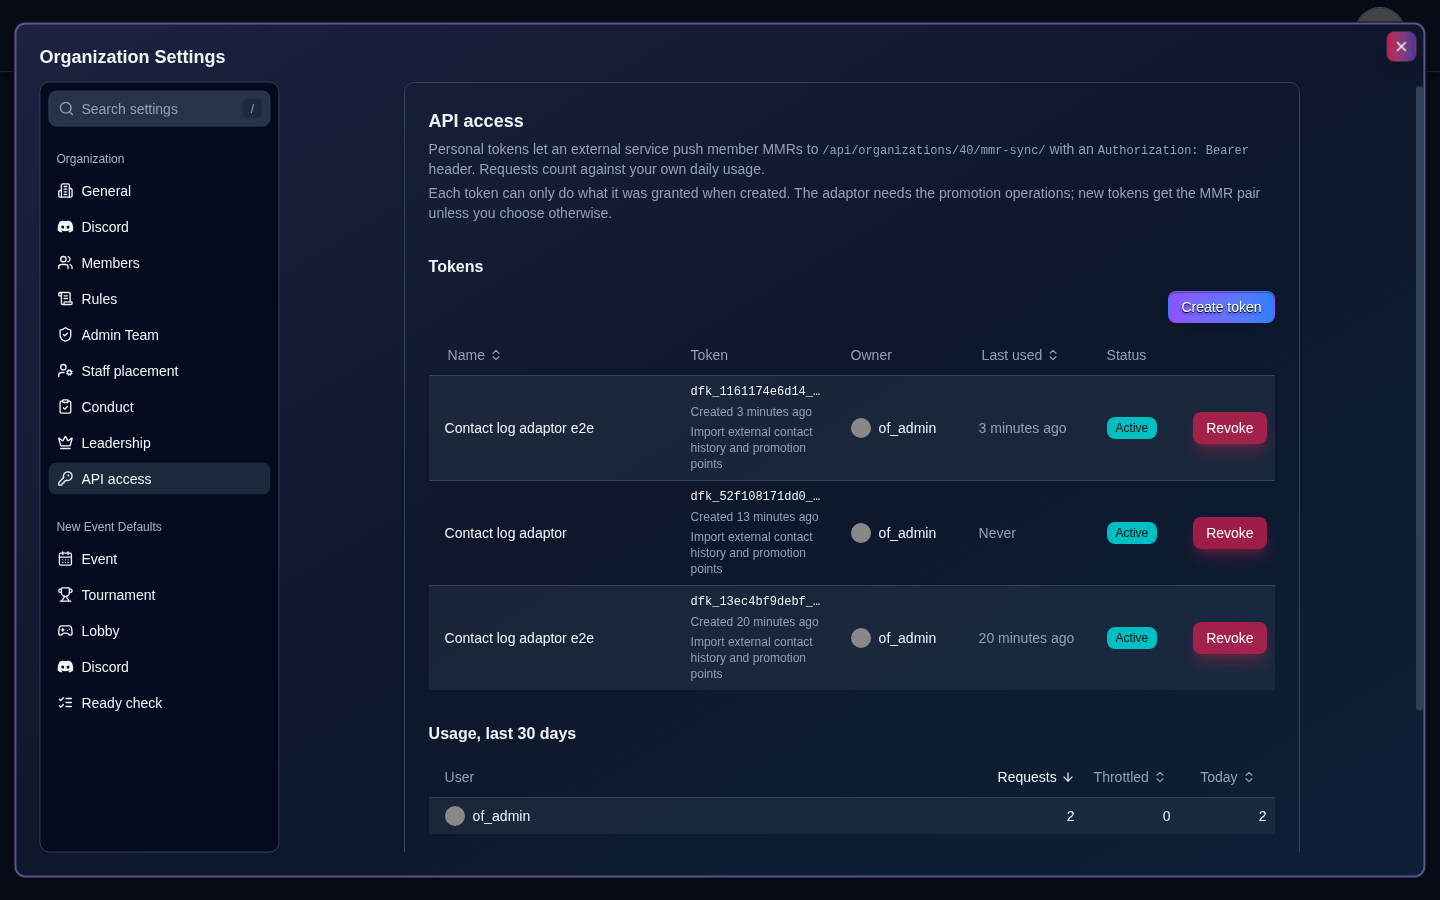 Organization Settings
Search settings /
Organization
General
Discord
Members
Rules
Admin Team
Staff placement
Conduct
Leadership
API access
New Event Defaults
Event
Tournament
Lobby
Discord
Ready check
API access
Personal tokens let an external service push member MMRs to /api/organizations/40/mmr-sync/ with an Authorization: Bearer
header. Requests count against your own daily usage.
Each token can only do what it was granted when created. The adaptor needs the promotion operations; new tokens get the MMR pair
unless you choose otherwise.
Tokens
Create token
Name Token Owner Last used Status
dfk_1161174e6d14_…
Created 3 minutes ago
Contact log adaptor e2e of_admin 3 minutes ago Active Revoke
Import external contact
history and promotion
points
dfk_52f108171dd0_…
Created 13 minutes ago
Contact log adaptor of_admin Never Active Revoke
Import external contact
history and promotion
points
dfk_13ec4bf9debf_…
Created 20 minutes ago
Contact log adaptor e2e of_admin 20 minutes ago Active Revoke
Import external contact
history and promotion
points
Usage, last 30 days
User Requests Throttled Today
of_admin 2 0 2